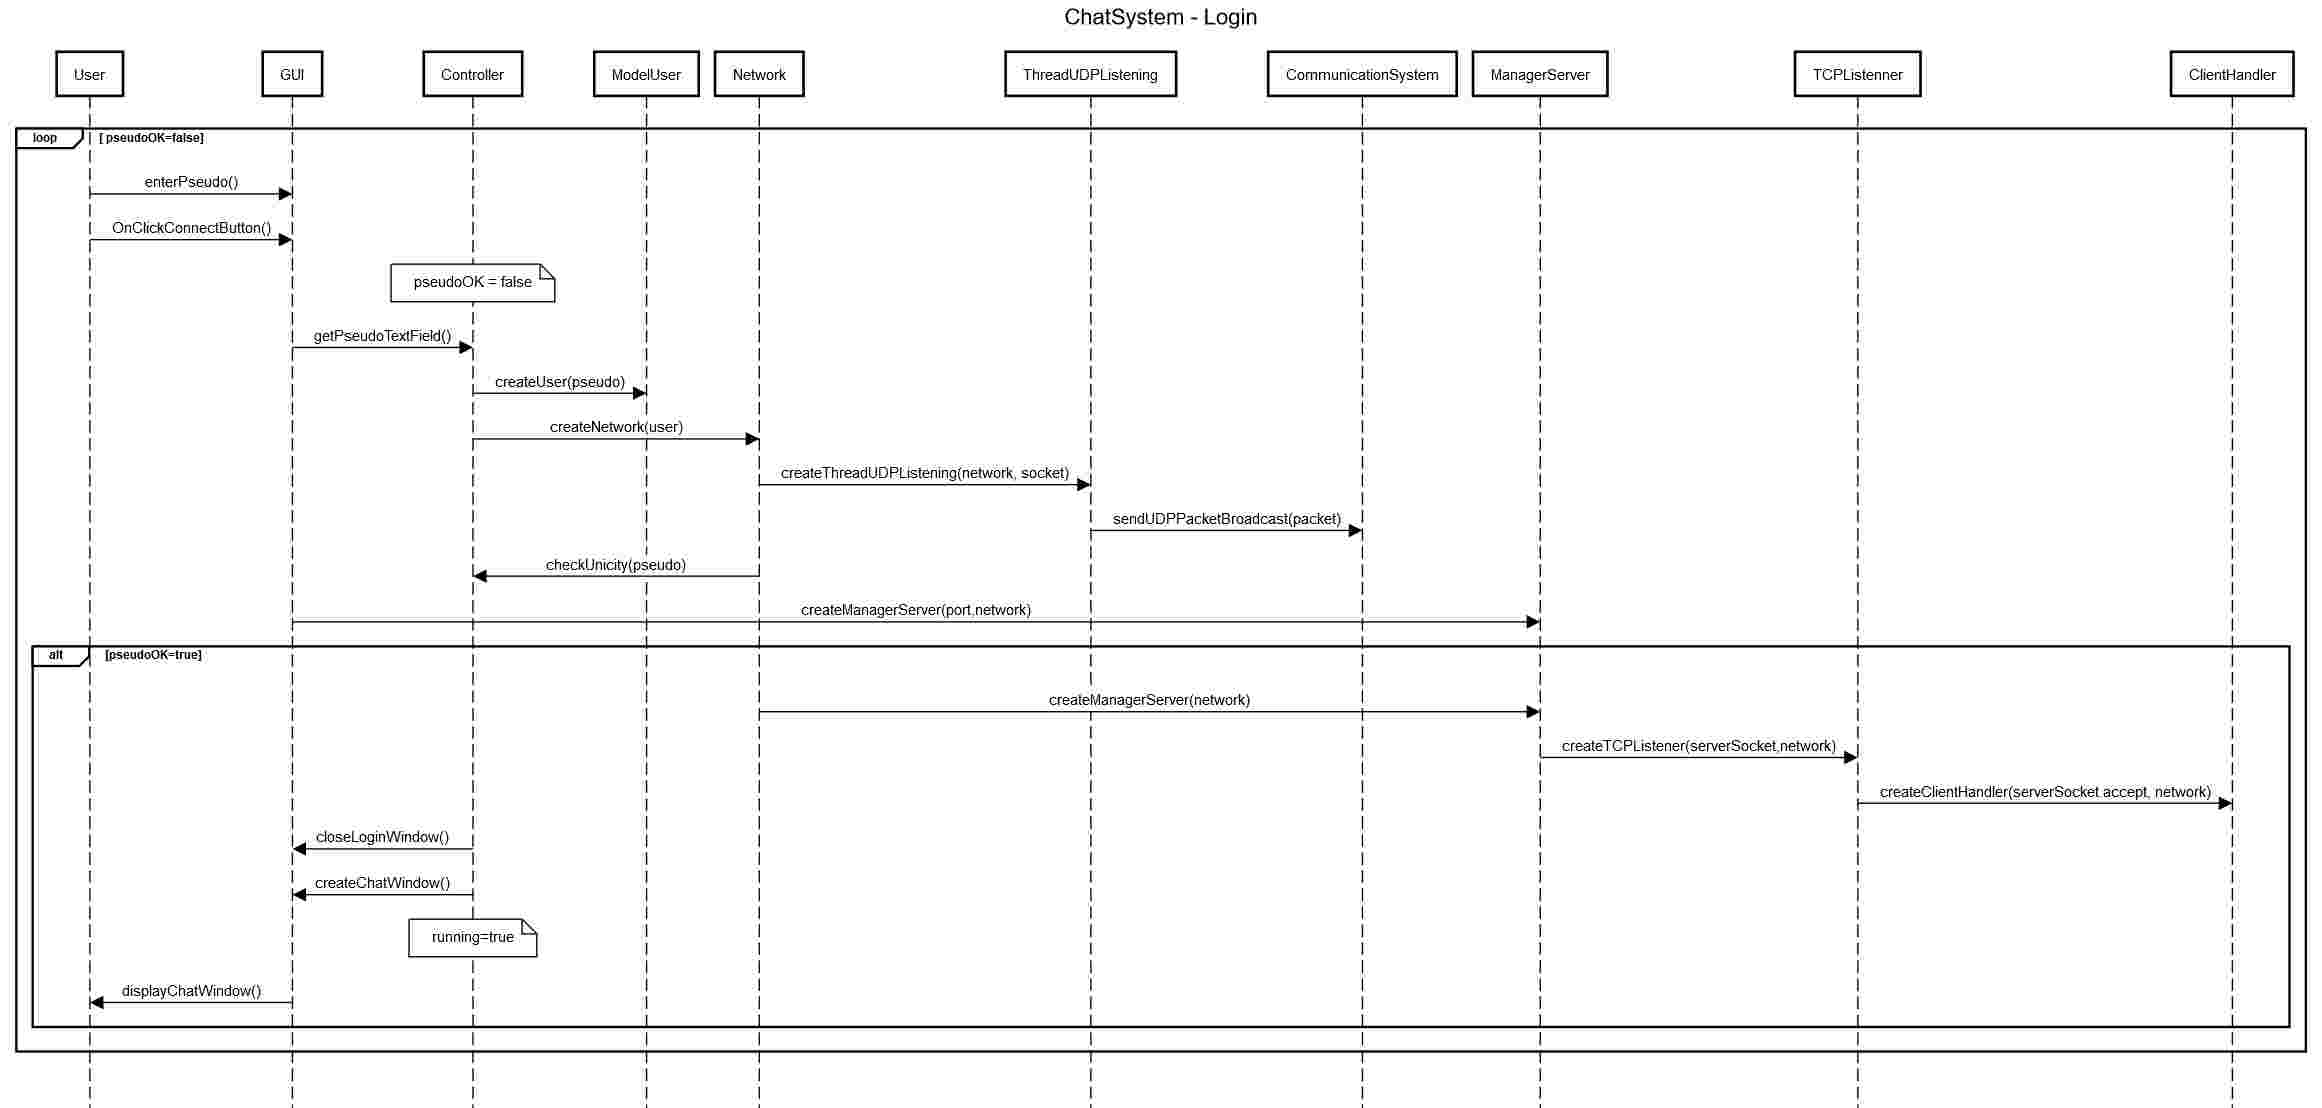 ChatSystem - Login
User
GUI
Controller
ModelUser
Network
ThreadUDPListening
CommunicationSystem
ManagerServer
TCPListenner
ClientHandler
loop
[ pseudoOK=false]
enterPseudo()
OnClickConnectButton()
pseudoOK = false
getPseudoTextField()
createUser(pseudo)
createNetwork(user)
createThreadUDPListening(network, socket)
sendUDPPacketBroadcast(packet)
checkUnicity(pseudo)
createManagerServer(port,network)
alt
[pseudoOK=true]
createManagerServer(network)
createTCPListener(serverSocket,network)
createClientHandler(serverSocket.accept, network)
closeLoginWindow()
createChatWindow()
running=true
displayChatWindow()